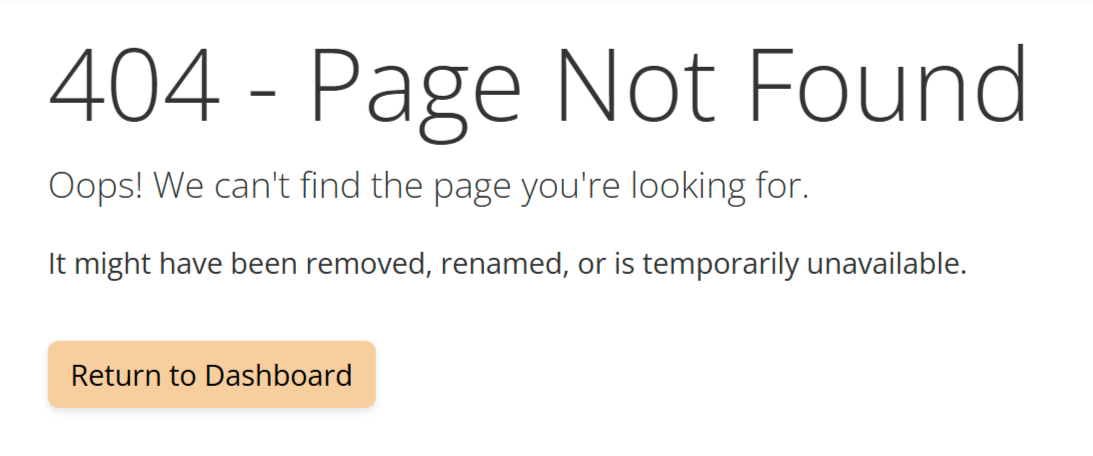 404 - Page Not Found
Oops! We can't find the page you're looking for.
It might have been removed, renamed, or is temporarily unavailable.
Return to Dashboard